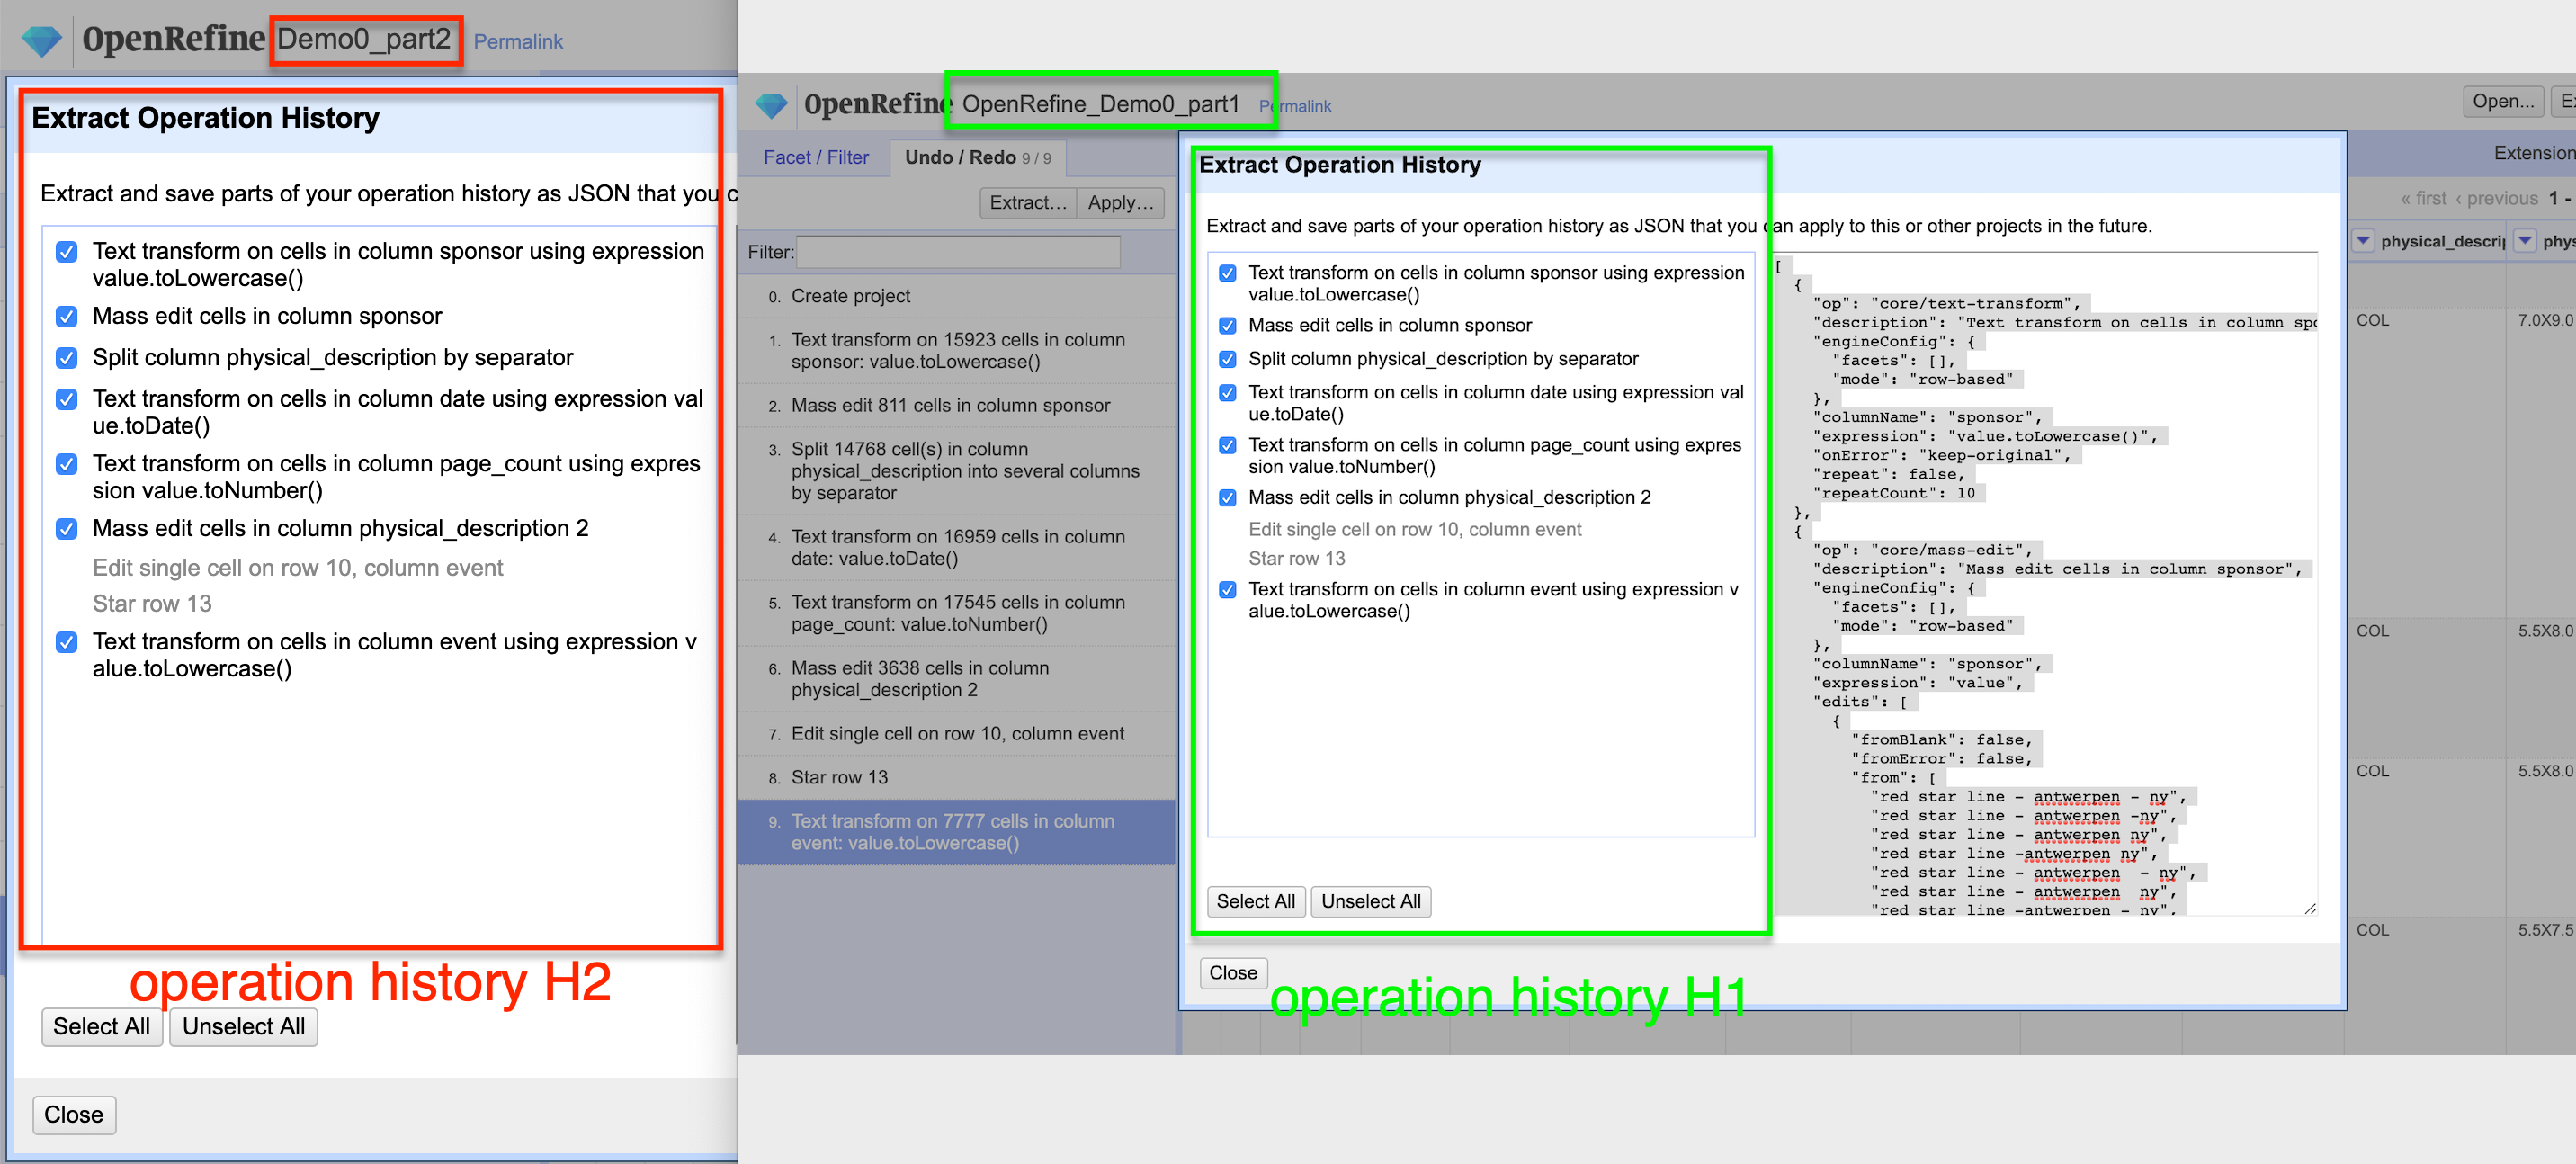 OpenRefine Demo0_part2 Permalink
Extract Operation History
Extract and save parts of your operation history as JSON that you c
Text transform on cells in column sponsor using expression
value.toLowercase()
Mass edit cells in column sponsor
Split column physical_description by separator
Text transform on cells in column date using expression val
ue.toDate()
Text transform on cells in column page_count using expres
sion value.toNumber()
Mass edit cells in column physical_description 2
Edit single cell on row 10, column event
Star row 13
Text transform on cells in column event using expression v
alue.toLowercase()
operation history H2
Select All Unselect All
Close
OpenRefine OpenRefine_Demo0_part1 Permalink
Open...
Facet / Filter Undo / Redo 9 / 9
Extract... Apply...
Filter:
0. Create project
1. Text transform on 15923 cells in column
sponsor: value.toLowercase()
2. Mass edit 811 cells in column sponsor
3. Split 14768 cell(s) in column
physical_description into several columns
by separator
4. Text transform on 16959 cells in column
date: value.toDate()
5. Text transform on 17545 cells in column
page_count: value.toNumber()
6. Mass edit 3638 cells in column
physical_description 2
7. Edit single cell on row 10, column event
8. Star row 13
9. Text transform on 7777 cells in column
event: value.toLowercase()
Extract Operation History
Extract and save parts of your operation history as JSON that you can apply to this or other projects in the future.
Text transform on cells in column sponsor using expression
value.toLowercase()
Mass edit cells in column sponsor
Split column physical_description by separator
Text transform on cells in column date using expression val
ue.toDate()
Text transform on cells in column page_count using expres
sion value.toNumber()
Mass edit cells in column physical_description 2
Edit single cell on row 10, column event
Star row 13
Text transform on cells in column event using expression v
alue.toLowercase()
Select All Unselect All
Close
operation history H1
[
{
"op": "core/text-transform",
"description": "Text transform on cells in column spo
"engineConfig": {
"facets": [],
"mode": "row-based"
},
"columnName": "sponsor",
"expression": "value.toLowercase()",
"onError": "keep-original",
"repeat": false,
"repeatCount": 10
},
{
"op": "core/mass-edit",
"description": "Mass edit cells in column sponsor",
"engineConfig": {
"facets": [],
"mode": "row-based"
},
"columnName": "sponsor",
"expression": "value",
"edits": [
{
"fromBlank": false,
"fromError": false,
"from": [
"red star line - antwerpen - ny",
"red star line - antwerpen -ny",
"red star line - antwerpen ny",
"red star line -antwerpen ny",
"red star line - antwerpen  - ny",
"red star line - antwerpen  ny",
"red star line -antwerpen - ny",
Extension
« first ‹ previous 1 -
physical_descrip phys
COL 7.0X9.0
COL 5.5X8.0
COL 5.5X8.0
COL 5.5X7.5